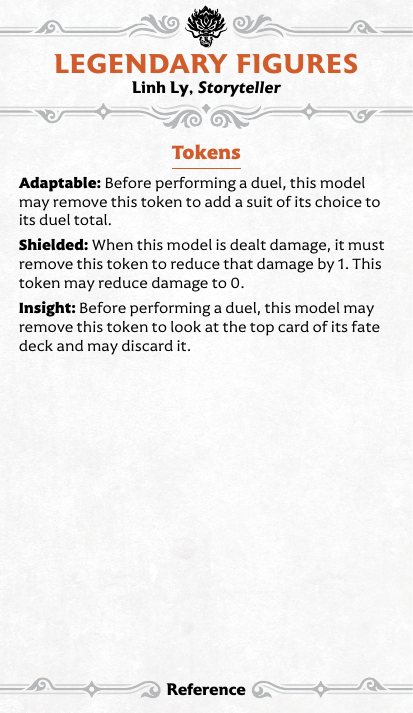 LEGENDARY FIGURES
Linh Ly, Storyteller
Tokens
Adaptable: Before performing a duel, this model
may remove this token to add a suit of its choice to
its duel total.
Shielded: When this model is dealt damage, it must
remove this token to reduce that damage by 1. This
token may reduce damage to 0.
Insight: Before performing a duel, this model may
remove this token to look at the top card of its fate
deck and may discard it.
Reference